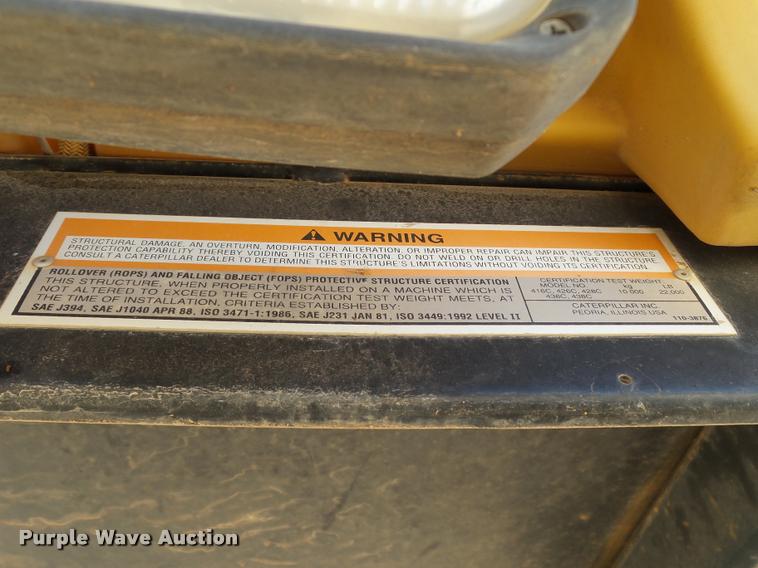 WARNING
STRUCTURAL DAMAGE, AN OVERTURN, MODIFICATION, ALTERATION, OR IMPROPER REPAIR CAN IMPAIR THIS STRUCTURE'S
PROTECTION CAPABILITY THEREBY VOIDING THIS CERTIFICATION. DO NOT WELD ON OR DRILL HOLES IN THE STRUCTURE
CONSULT A CATERPILLAR DEALER TO DETERMINE THIS STRUCTURE'S LIMITATIONS WITHOUT VOIDING ITS CERTIFICATION.
ROLLOVER (ROPS) AND FALLING OBJECT (FOPS) PROTECTIVE STRUCTURE CERTIFICATION
THIS STRUCTURE, WHEN PROPERLY INSTALLED ON A MACHINE WHICH IS
NOT ALTERED TO EXCEED THE CERTIFICATION TEST WEIGHT MEETS, AT
THE TIME OF INSTALLATION, CRITERIA ESTABLISHED BY:
SAE J394, SAE J1040 APR 88, ISO 3471-1:1986, SAE J231 JAN 81, ISO 3449:1992 LEVEL II
CERTIFICATION TEST WEIGHT
MODEL NO kg LB
416C, 426C, 428C 10 000 22,000
436C, 438C
CATERPILLAR INC.
PEORIA, ILLINOIS USA
110-3876
Purple Wave Auction